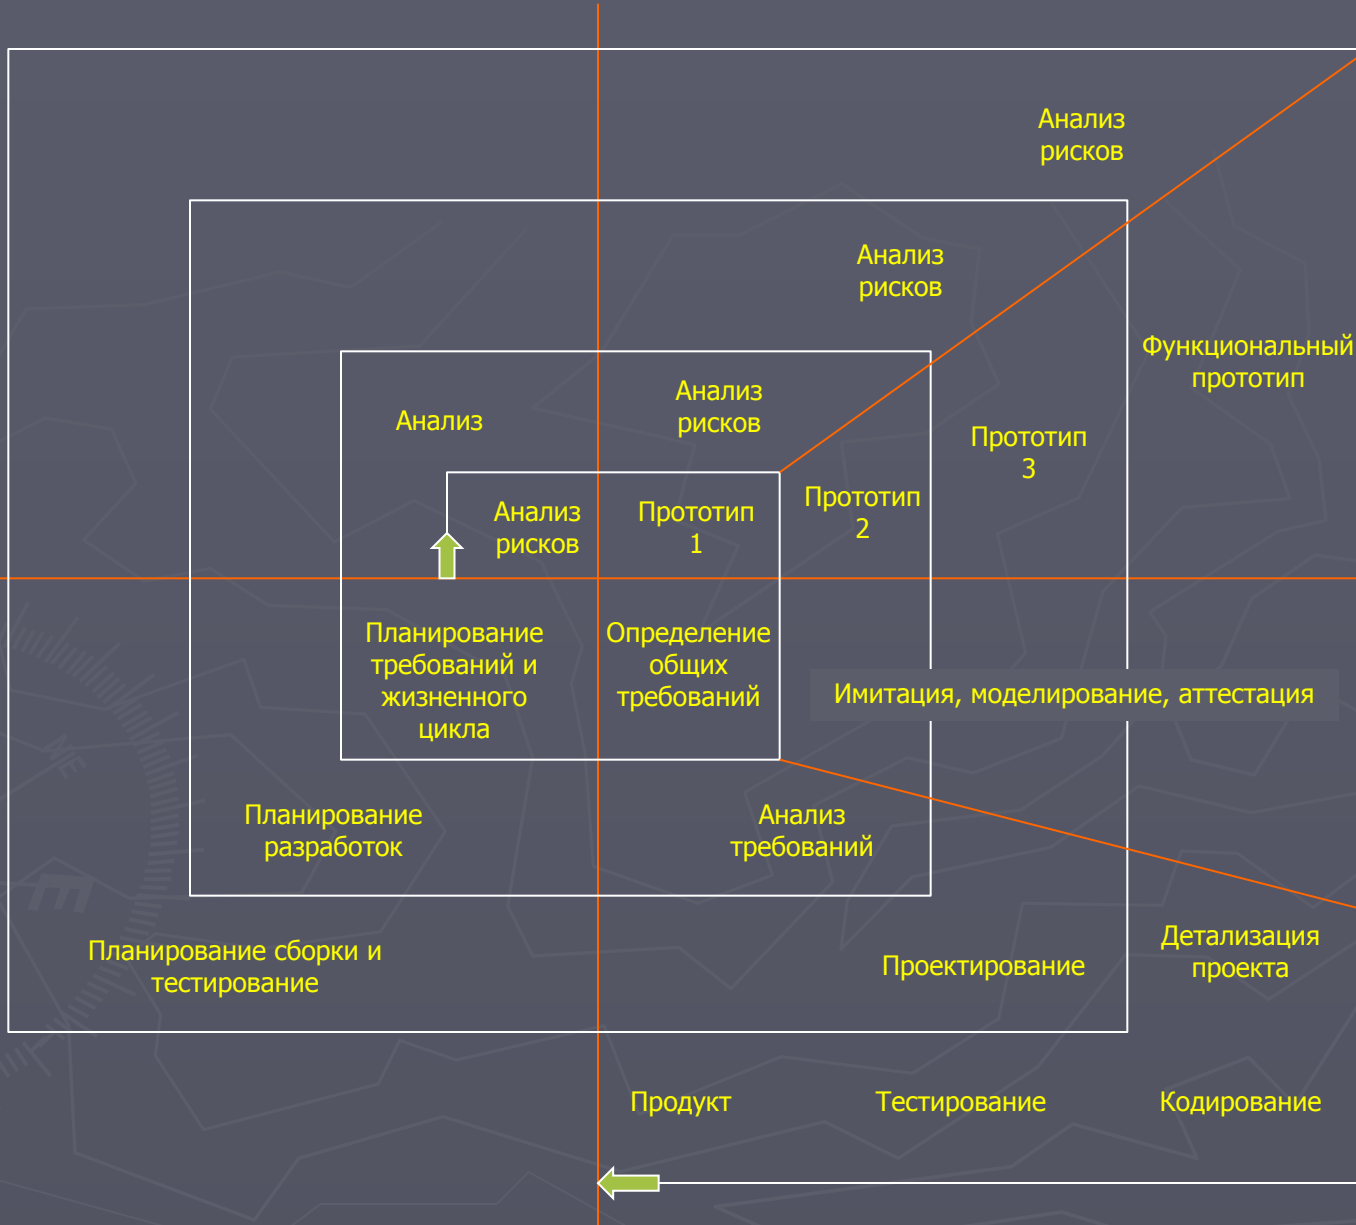 Анализ
рисков
Анализ
рисков
Функциональный
прототип
Анализ
рисков
Анализ
Прототип
3
Прототип
2
Анализ
рисков
Прототип
1
Планирование
требований и
жизненного
цикла
Определение
общих
требований
Имитация, моделирование, аттестация
Планирование
разработок
Анализ
требований
Планирование сборки и
тестирование
Проектирование
Детализация
проекта
Продукт
Тестирование
Кодирование
NE
E